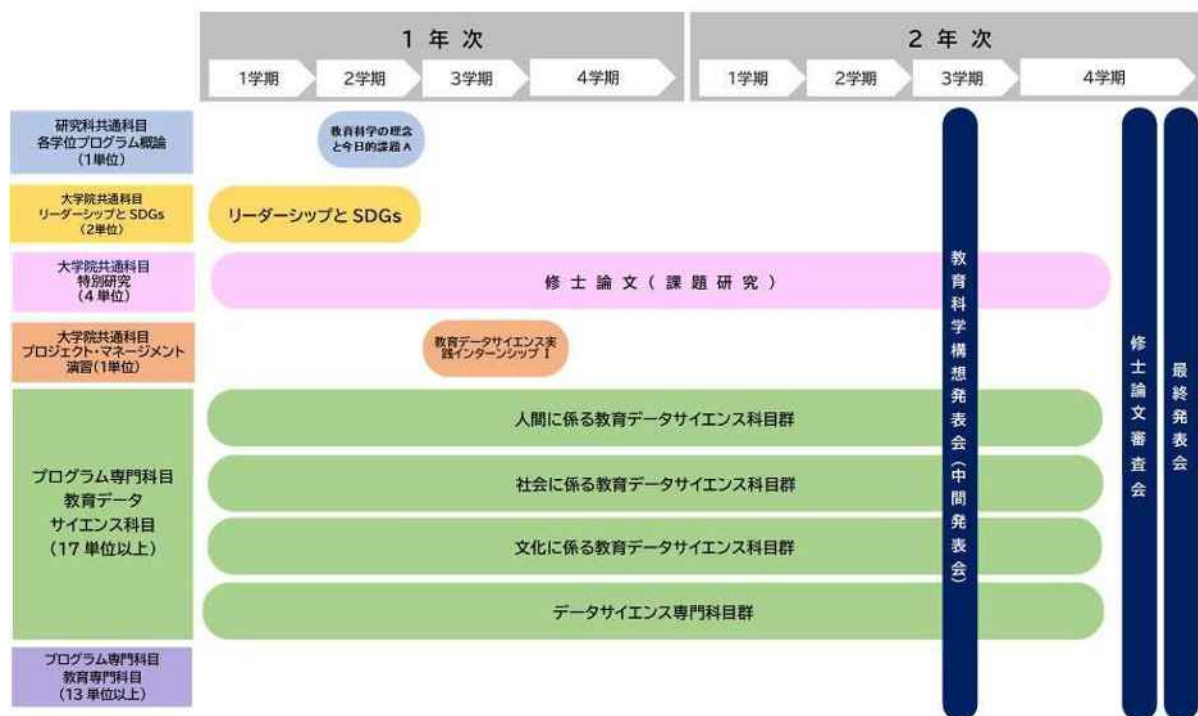 1 年 次
2 年 次
1学期
2学期
3学期
4学期
1学期
2学期
3学期
4学期
研究科共通科目
各学位プログラム概論
(1単位)
教育科学の理念
と今日的課題 A
大学院共通科目
リーダーシップと SDGs
(2単位)
リーダーシップと SDGs
大学院共通科目
特別研究
(4 単位)
修 士 論 文 ( 課 題 研 究 )
大学院共通科目
プロジェクト・マネージメント
演習(1単位)
教育データサイエンス実
践インターンシップ I
プログラム専門科目
教育データ
サイエンス科目
(17 単位以上)
人間に係る教育データサイエンス科目群
社会に係る教育データサイエンス科目群
文化に係る教育データサイエンス科目群
データサイエンス専門科目群
プログラム専門科目
教育専門科目
(13 単位以上)
教育科学構想発表会(中間発表会)
修士論文審査会
最終発表会